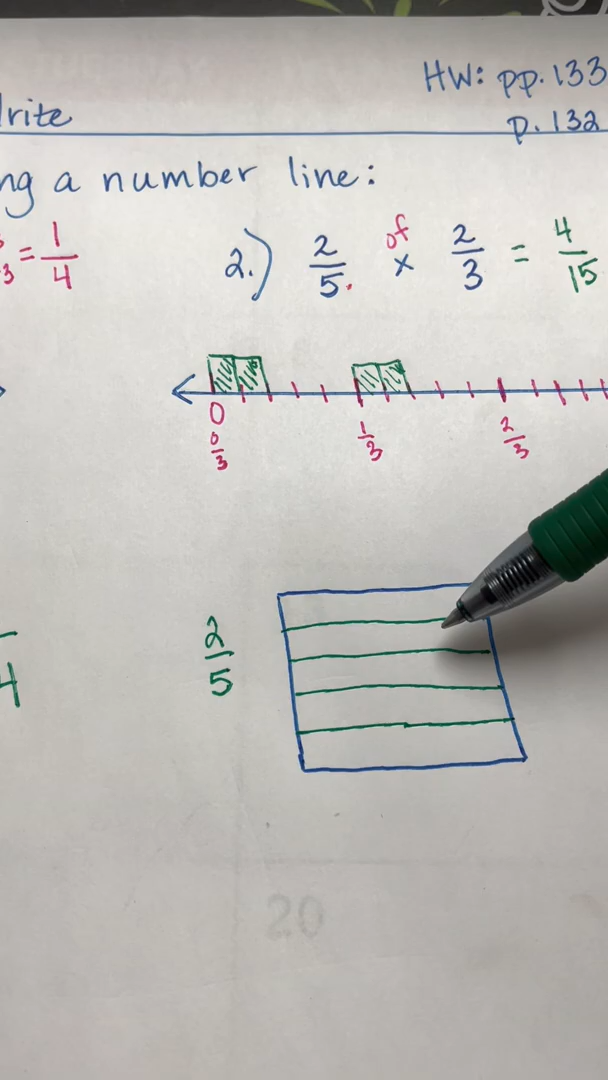 HW: pp. 133
p. 132
ng a number line:
3 = 1/4
2.) 2/5 of × 2/3 = 4/15
0
0/3 1/3 2/3
4
2/5
20